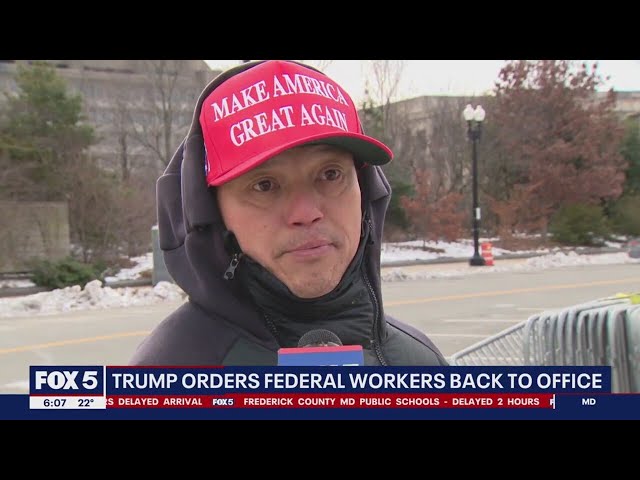 MAKE AMERICA
GREAT AGAIN
FOX 5
TRUMP ORDERS FEDERAL WORKERS BACK TO OFFICE
6:07 22°
DELAYED ARRIVAL FOX5 FREDERICK COUNTY MD PUBLIC SCHOOLS - DELAYED 2 HOURS
MD